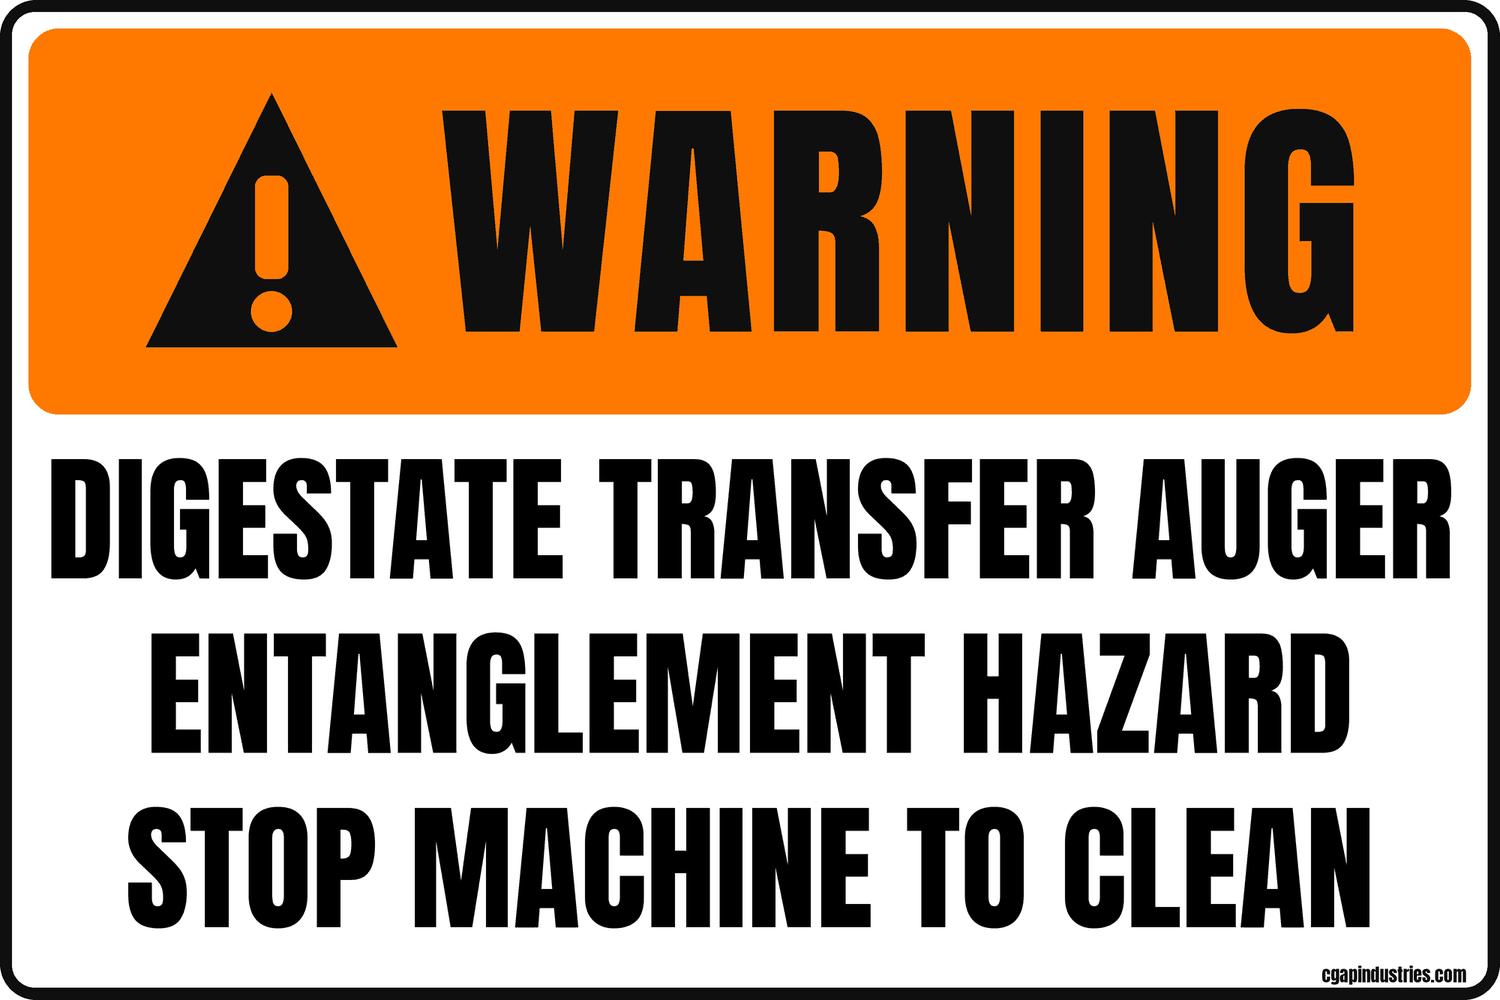 WARNING
DIGESTATE TRANSFER AUGER
ENTANGLEMENT HAZARD
STOP MACHINE TO CLEAN
cgapindustries.com